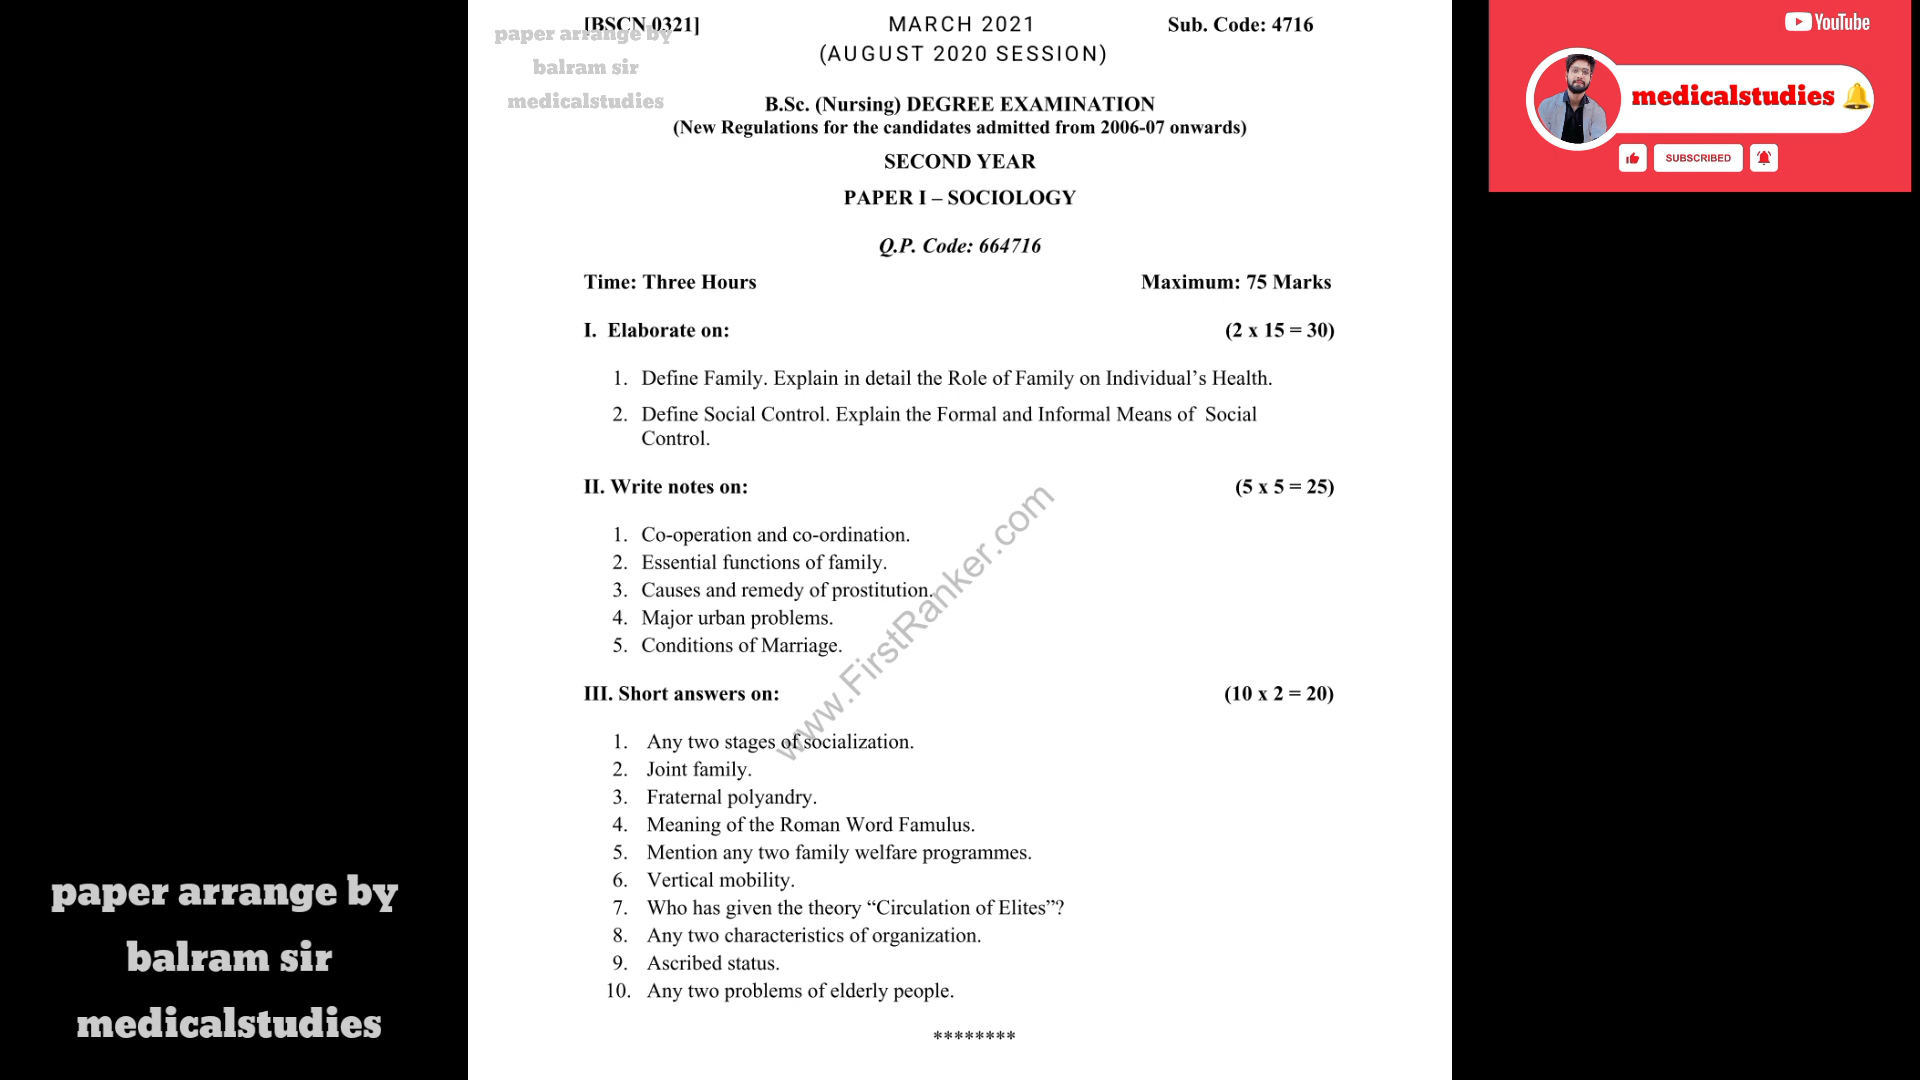 [BSCN 0321] MARCH 2021 Sub. Code: 4716
(AUGUST 2020 SESSION)
paper arrange by
balram sir
medicalstudies
B.Sc. (Nursing) DEGREE EXAMINATION
(New Regulations for the candidates admitted from 2006-07 onwards)
SECOND YEAR
PAPER I – SOCIOLOGY
Q.P. Code: 664716
Time: Three Hours Maximum: 75 Marks
I. Elaborate on: (2 x 15 = 30)
1. Define Family. Explain in detail the Role of Family on Individual’s Health.
2. Define Social Control. Explain the Formal and Informal Means of Social
Control.
II. Write notes on: (5 x 5 = 25)
1. Co-operation and co-ordination.
2. Essential functions of family.
3. Causes and remedy of prostitution.
4. Major urban problems.
5. Conditions of Marriage.
III. Short answers on: (10 x 2 = 20)
1. Any two stages of socialization.
2. Joint family.
3. Fraternal polyandry.
4. Meaning of the Roman Word Famulus.
5. Mention any two family welfare programmes.
6. Vertical mobility.
7. Who has given the theory “Circulation of Elites”?
8. Any two characteristics of organization.
9. Ascribed status.
10. Any two problems of elderly people.
********
www.FirstRanker.com
YouTube
medicalstudies
SUBSCRIBED
paper arrange by
balram sir
medicalstudies